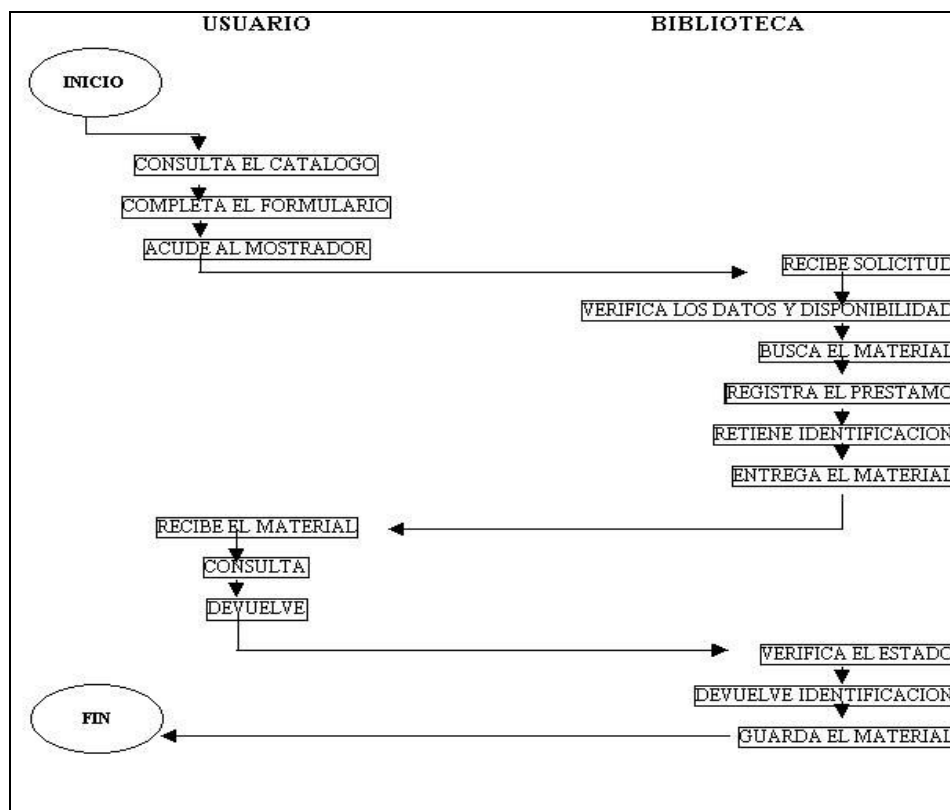 USUARIO
BIBLIOTECA
INICIO
CONSULTA EL CATALOGO
COMPLETA EL FORMULARIO
ACUDE AL MOSTRADOR
RECIBE SOLICITUD
VERIFICA LOS DATOS Y DISPONIBILIDAD
BUSCA EL MATERIAL
REGISTRA EL PRESTAMO
RETIENE IDENTIFICACION
ENTREGA EL MATERIAL
RECIBE EL MATERIAL
CONSULTA
DEVUELVE
VERIFICA EL ESTADO
DEVUELVE IDENTIFICACION
FIN
GUARDA EL MATERIAL